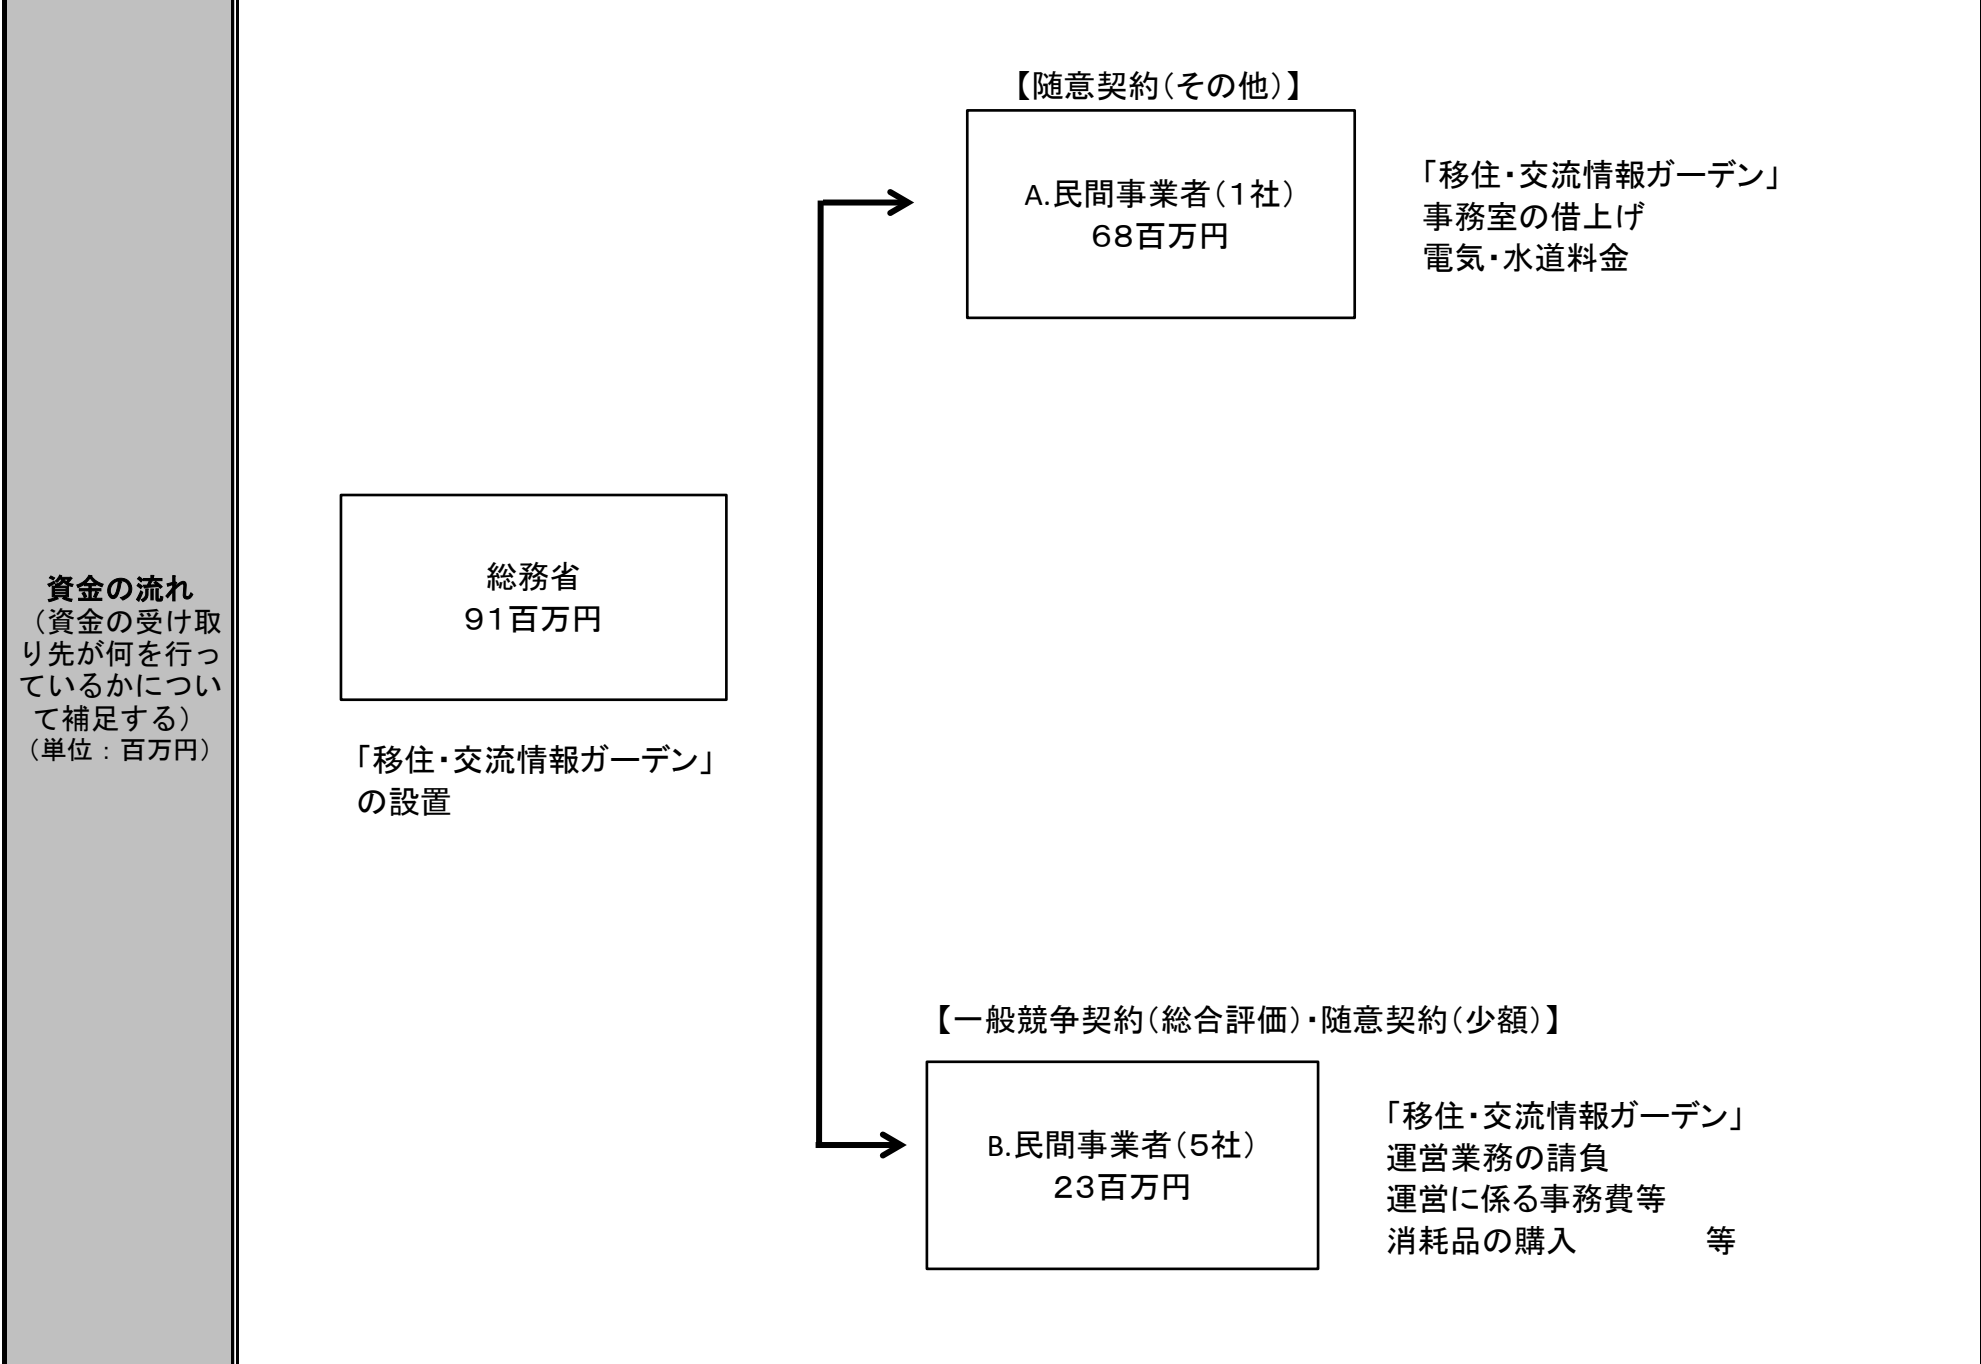 資金の流れ
（資金の受け取
り先が何を行っ
ているかについ
て補足する）
（単位：百万円）
総務省
９１百万円
「移住・交流情報ガーデン」
の設置
【随意契約（その他）】
A.民間事業者（１社）
６８百万円
「移住・交流情報ガーデン」
事務室の借上げ
電気・水道料金
【一般競争契約（総合評価）・随意契約（少額）】
B.民間事業者（５社）
２３百万円
「移住・交流情報ガーデン」
運営業務の請負
運営に係る事務費等
消耗品の購入　　　　等